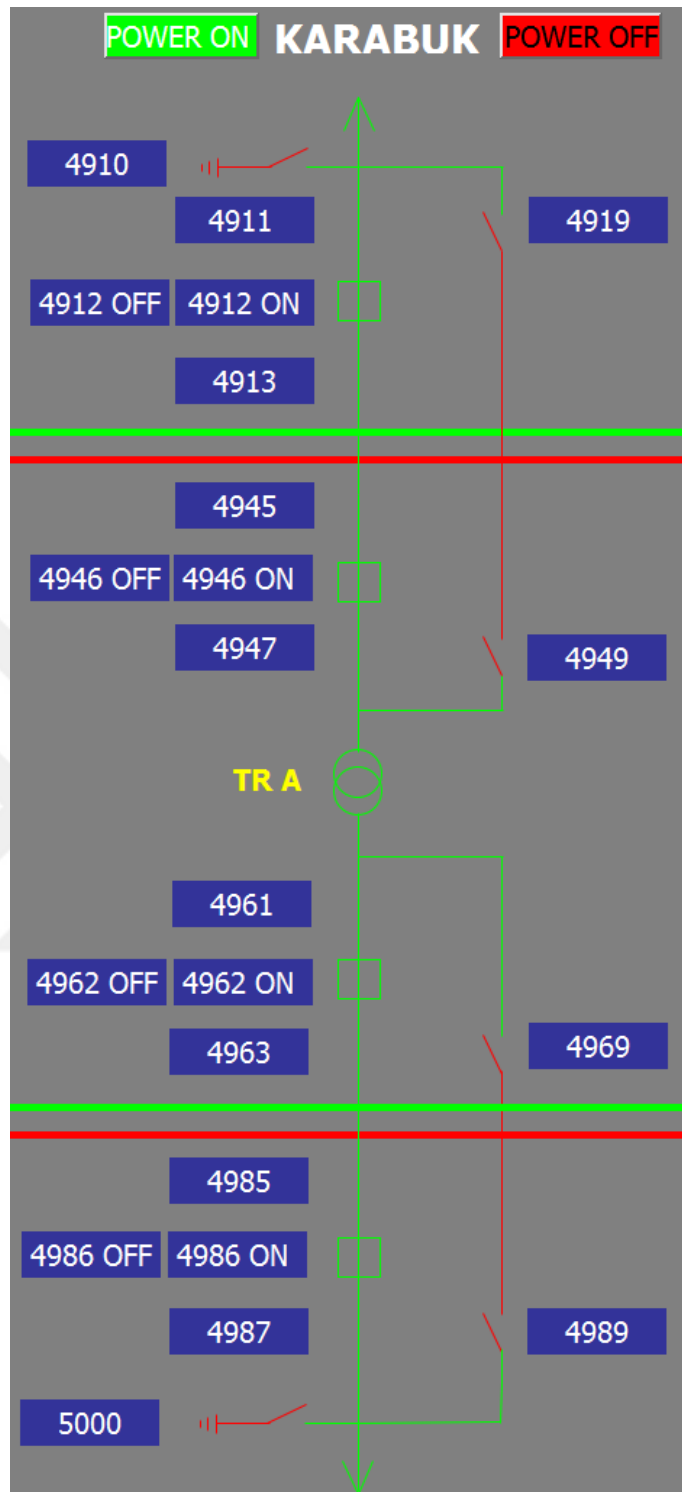 POWER ON KARABUK POWER OFF
4910
4911 4919
4912 OFF 4912 ON
4913
4945
4946 OFF 4946 ON
4947 4949
TR A
4961
4962 OFF 4962 ON
4963 4969
4985
4986 OFF 4986 ON
4987 4989
5000